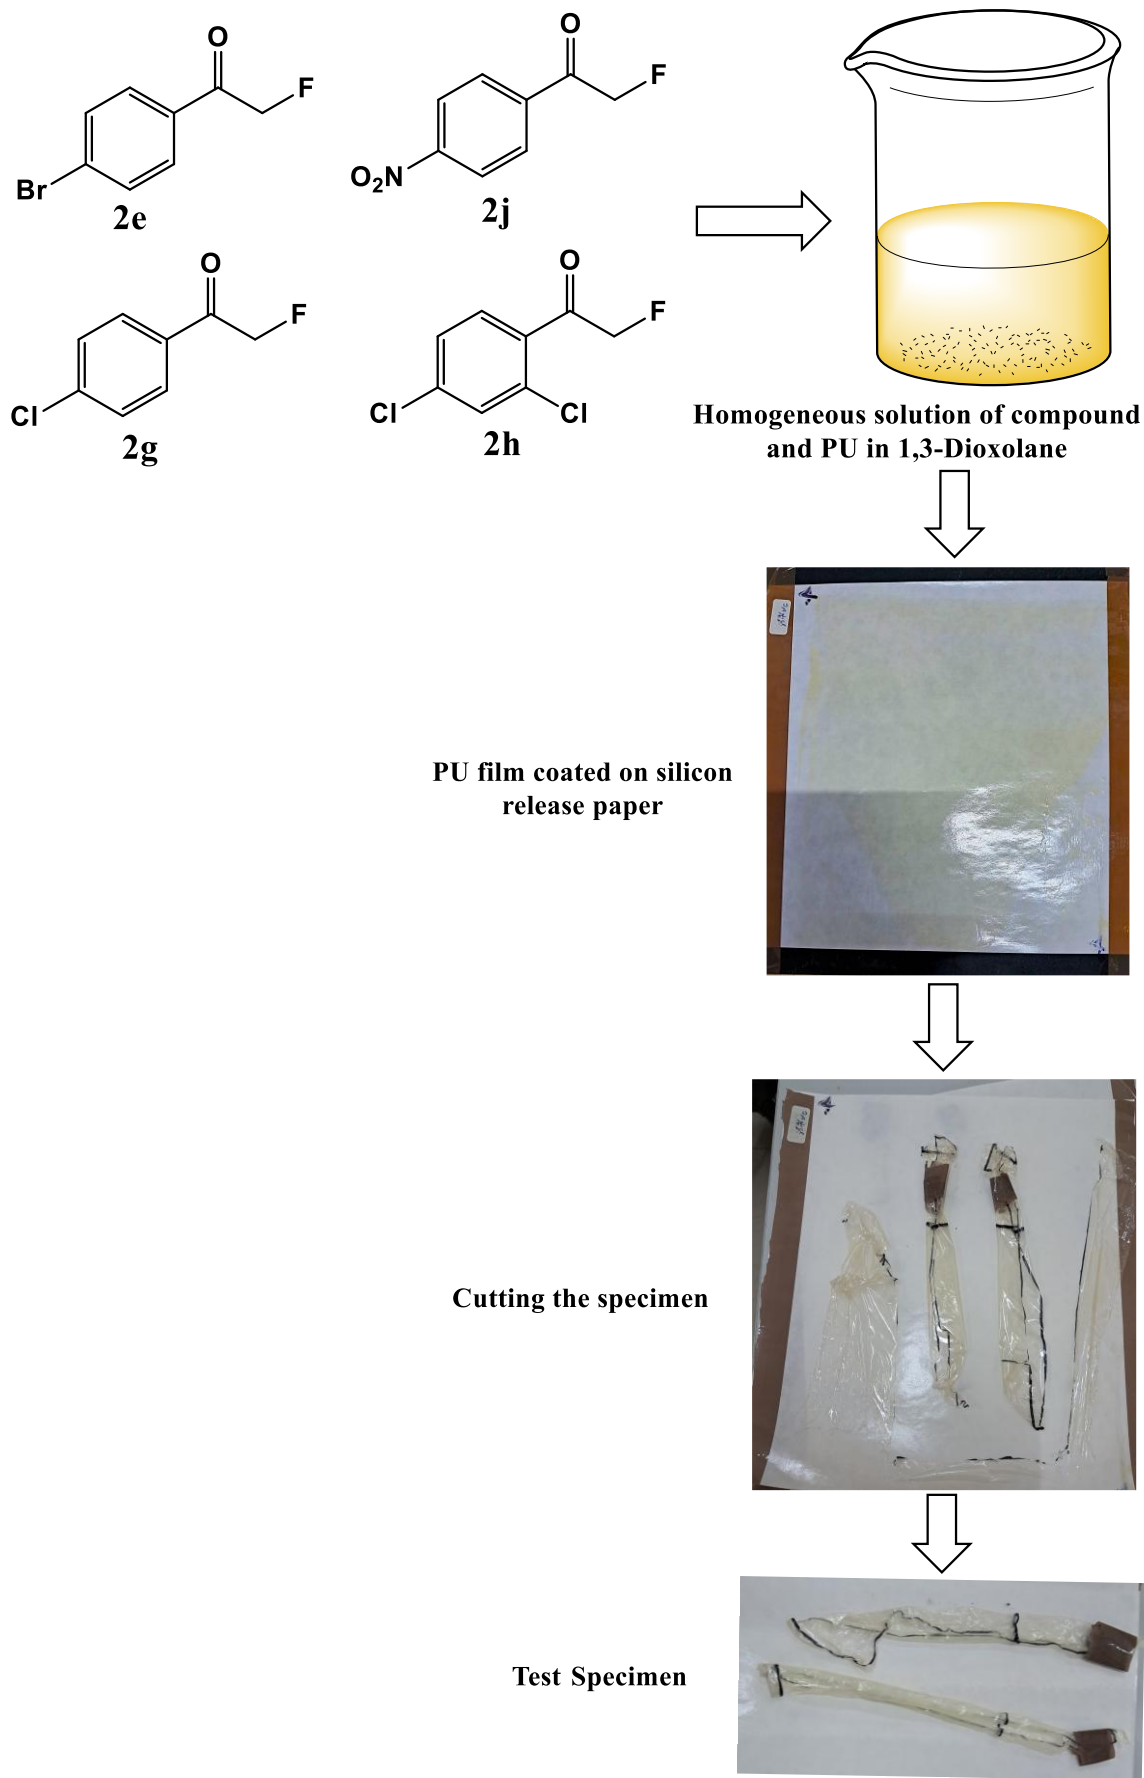 O
F
Br
2e
O
F
O₂N
2j
O
F
Cl
2g
O
F
Cl
Cl
2h
Homogeneous solution of compound
and PU in 1,3-Dioxolane
PU film coated on silicon
release paper
Cutting the specimen
Test Specimen